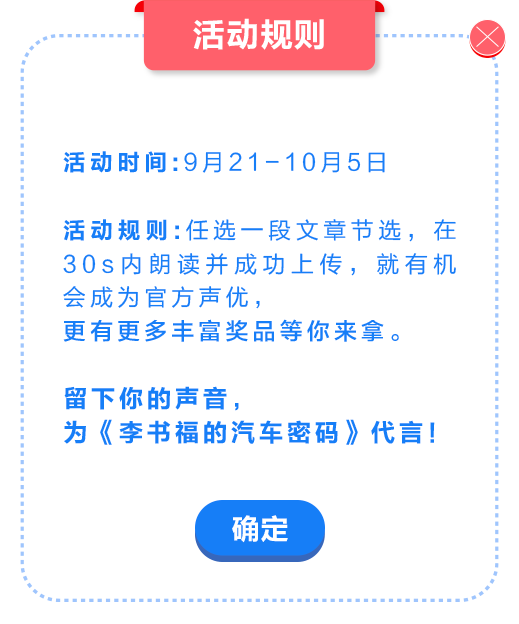 活动规则
活动时间:9月21-10月5日
活动规则:任选一段文章节选，在
30s内朗读并成功上传，就有机
会成为官方声优，
更有更多丰富奖品等你来拿。
留下你的声音，
为《李书福的汽车密码》代言！
确定